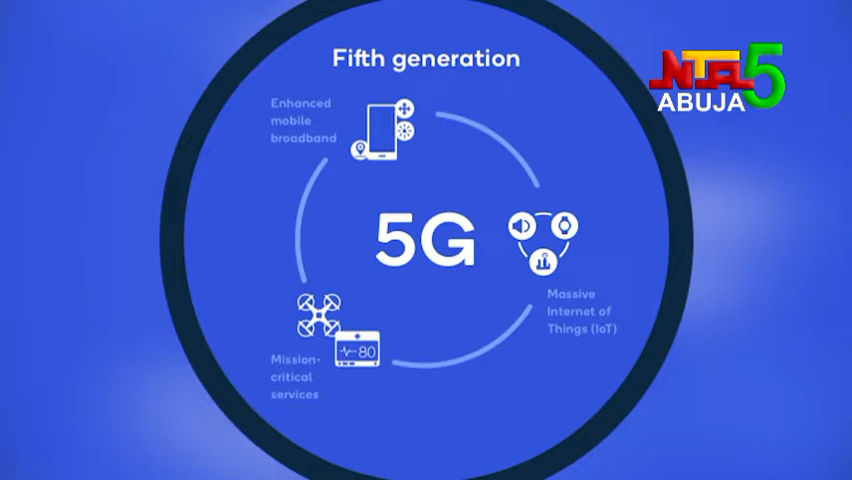 Fifth generation
NTA 5
ABUJA
Enhanced
mobile
broadband
5G
Massive
Internet of
Things (IoT)
80
Mission-
critical
services